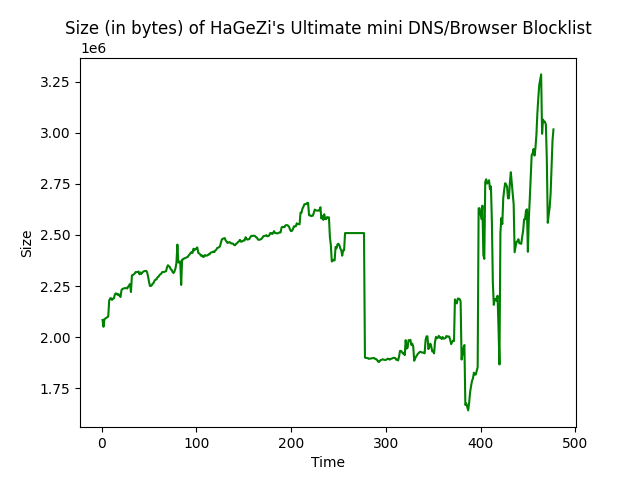 Size (in bytes) of HaGeZi's Ultimate mini DNS/Browser Blocklist
1e6
3.25
3.00
2.75
2.50
2.25
2.00
1.75
Size
0 100 200 300 400 500
Time